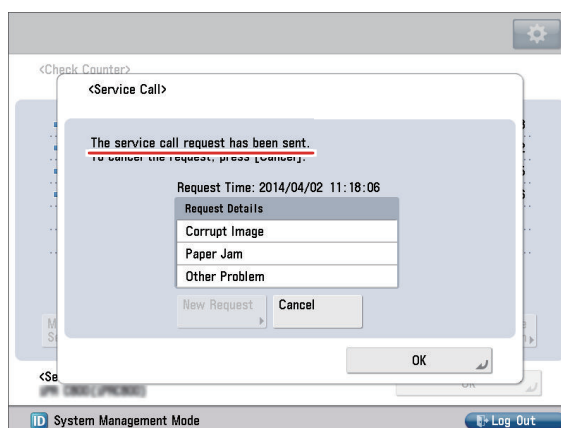 <Check Counter>
<Service Call>
The service call request has been sent.
To cancel the request, press [Cancel].
Request Time: 2014/04/02 11:18:06
Request Details
Corrupt Image
Paper Jam
Other Problem
New Request
Cancel
OK
<Se
OK
ID System Management Mode
Log Out